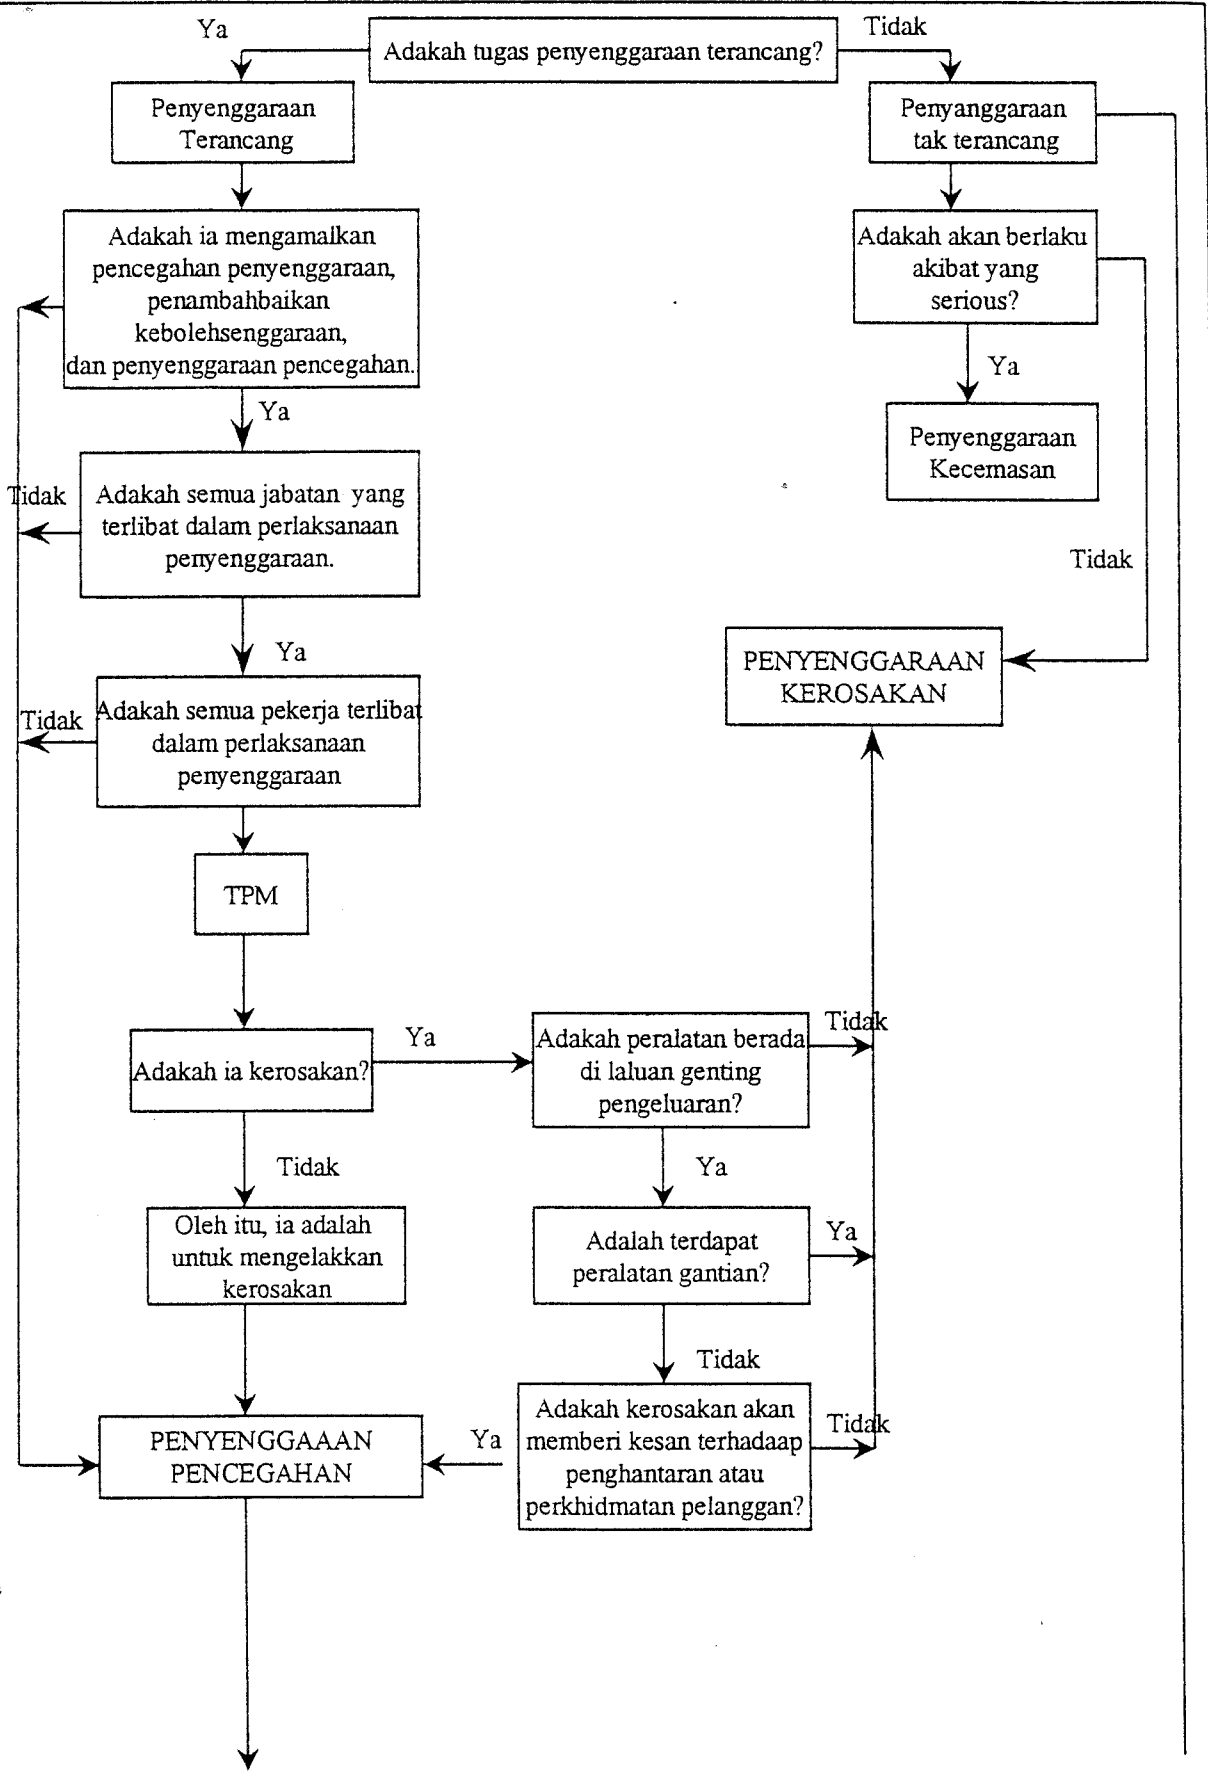 Ya
Adakah tugas penyenggaraan terancang?
Tidak
Penyenggaraan
Terancang
Penyanggaraan
tak terancang
Adakah ia mengamalkan
pencegahan penyenggaraan,
penambahbaikan
kebolehsenggaraan,
dan penyenggaraan pencegahan.
Adakah akan berlaku
akibat yang
serious?
Ya
Ya
Penyenggaraan
Kecemasan
Tidak
Adakah semua jabatan yang
terlibat dalam perlaksanaan
penyenggaraan.
Tidak
Ya
PENYENGGARAAN
KEROSAKAN
Tidak
Adakah semua pekerja terlibat
dalam perlaksanaan
penyenggaraan
TPM
Adakah ia kerosakan?
Ya
Adakah peralatan berada
di laluan genting
pengeluaran?
Tidak
Tidak
Ya
Oleh itu, ia adalah
untuk mengelakkan
kerosakan
Adalah terdapat
peralatan gantian?
Ya
Tidak
PENYENGGAAAN
PENCEGAHAN
Ya
Adakah kerosakan akan
memberi kesan terhadaap
penghantaran atau
perkhidmatan pelanggan?
Tidak